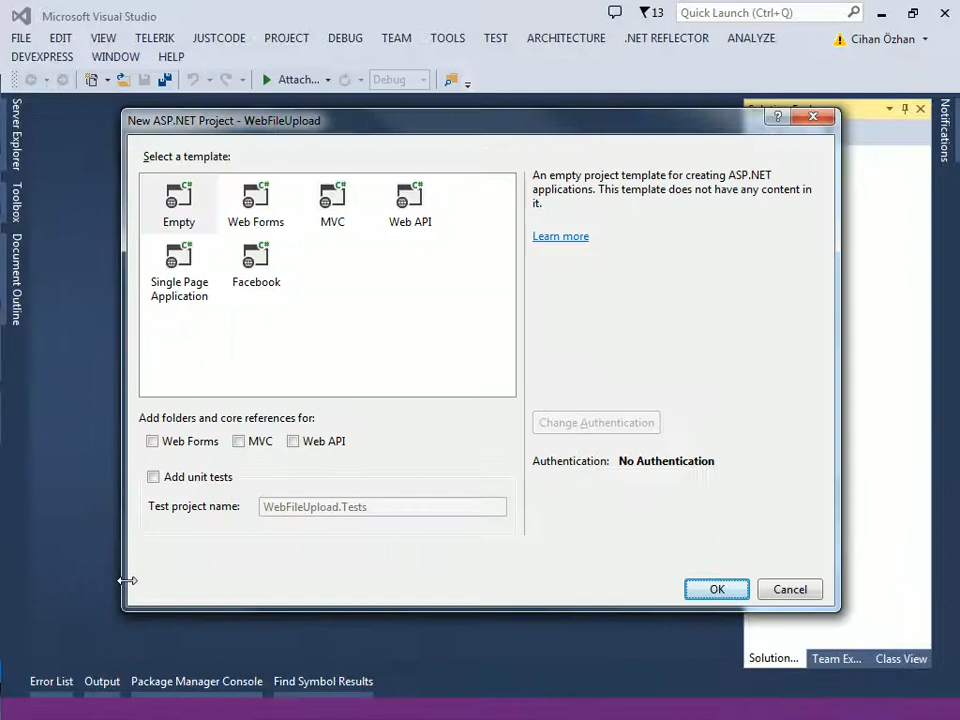 Microsoft Visual Studio
13
Quick Launch (Ctrl+Q)
FILE EDIT VIEW TELERIK JUSTCODE PROJECT DEBUG TEAM TOOLS TEST ARCHITECTURE .NET REFLECTOR ANALYZE
Cihan Özhan
DEVEXPRESS WINDOW HELP
Attach...
Debug
Server Explorer
Toolbox
Document Outline
Notifications
New ASP.NET Project - WebFileUpload
Select a template:
C# C# C# C#
Empty Web Forms MVC Web API
C# C#
Single Page
Application
Facebook
An empty project template for creating ASP.NET
applications. This template does not have any content in
it.
Learn more
Add folders and core references for:
Web Forms MVC Web API
Add unit tests
Test project name: WebFileUpload.Tests
Change Authentication
Authentication: No Authentication
OK Cancel
Solution... Team Ex... Class View
Error List Output Package Manager Console Find Symbol Results